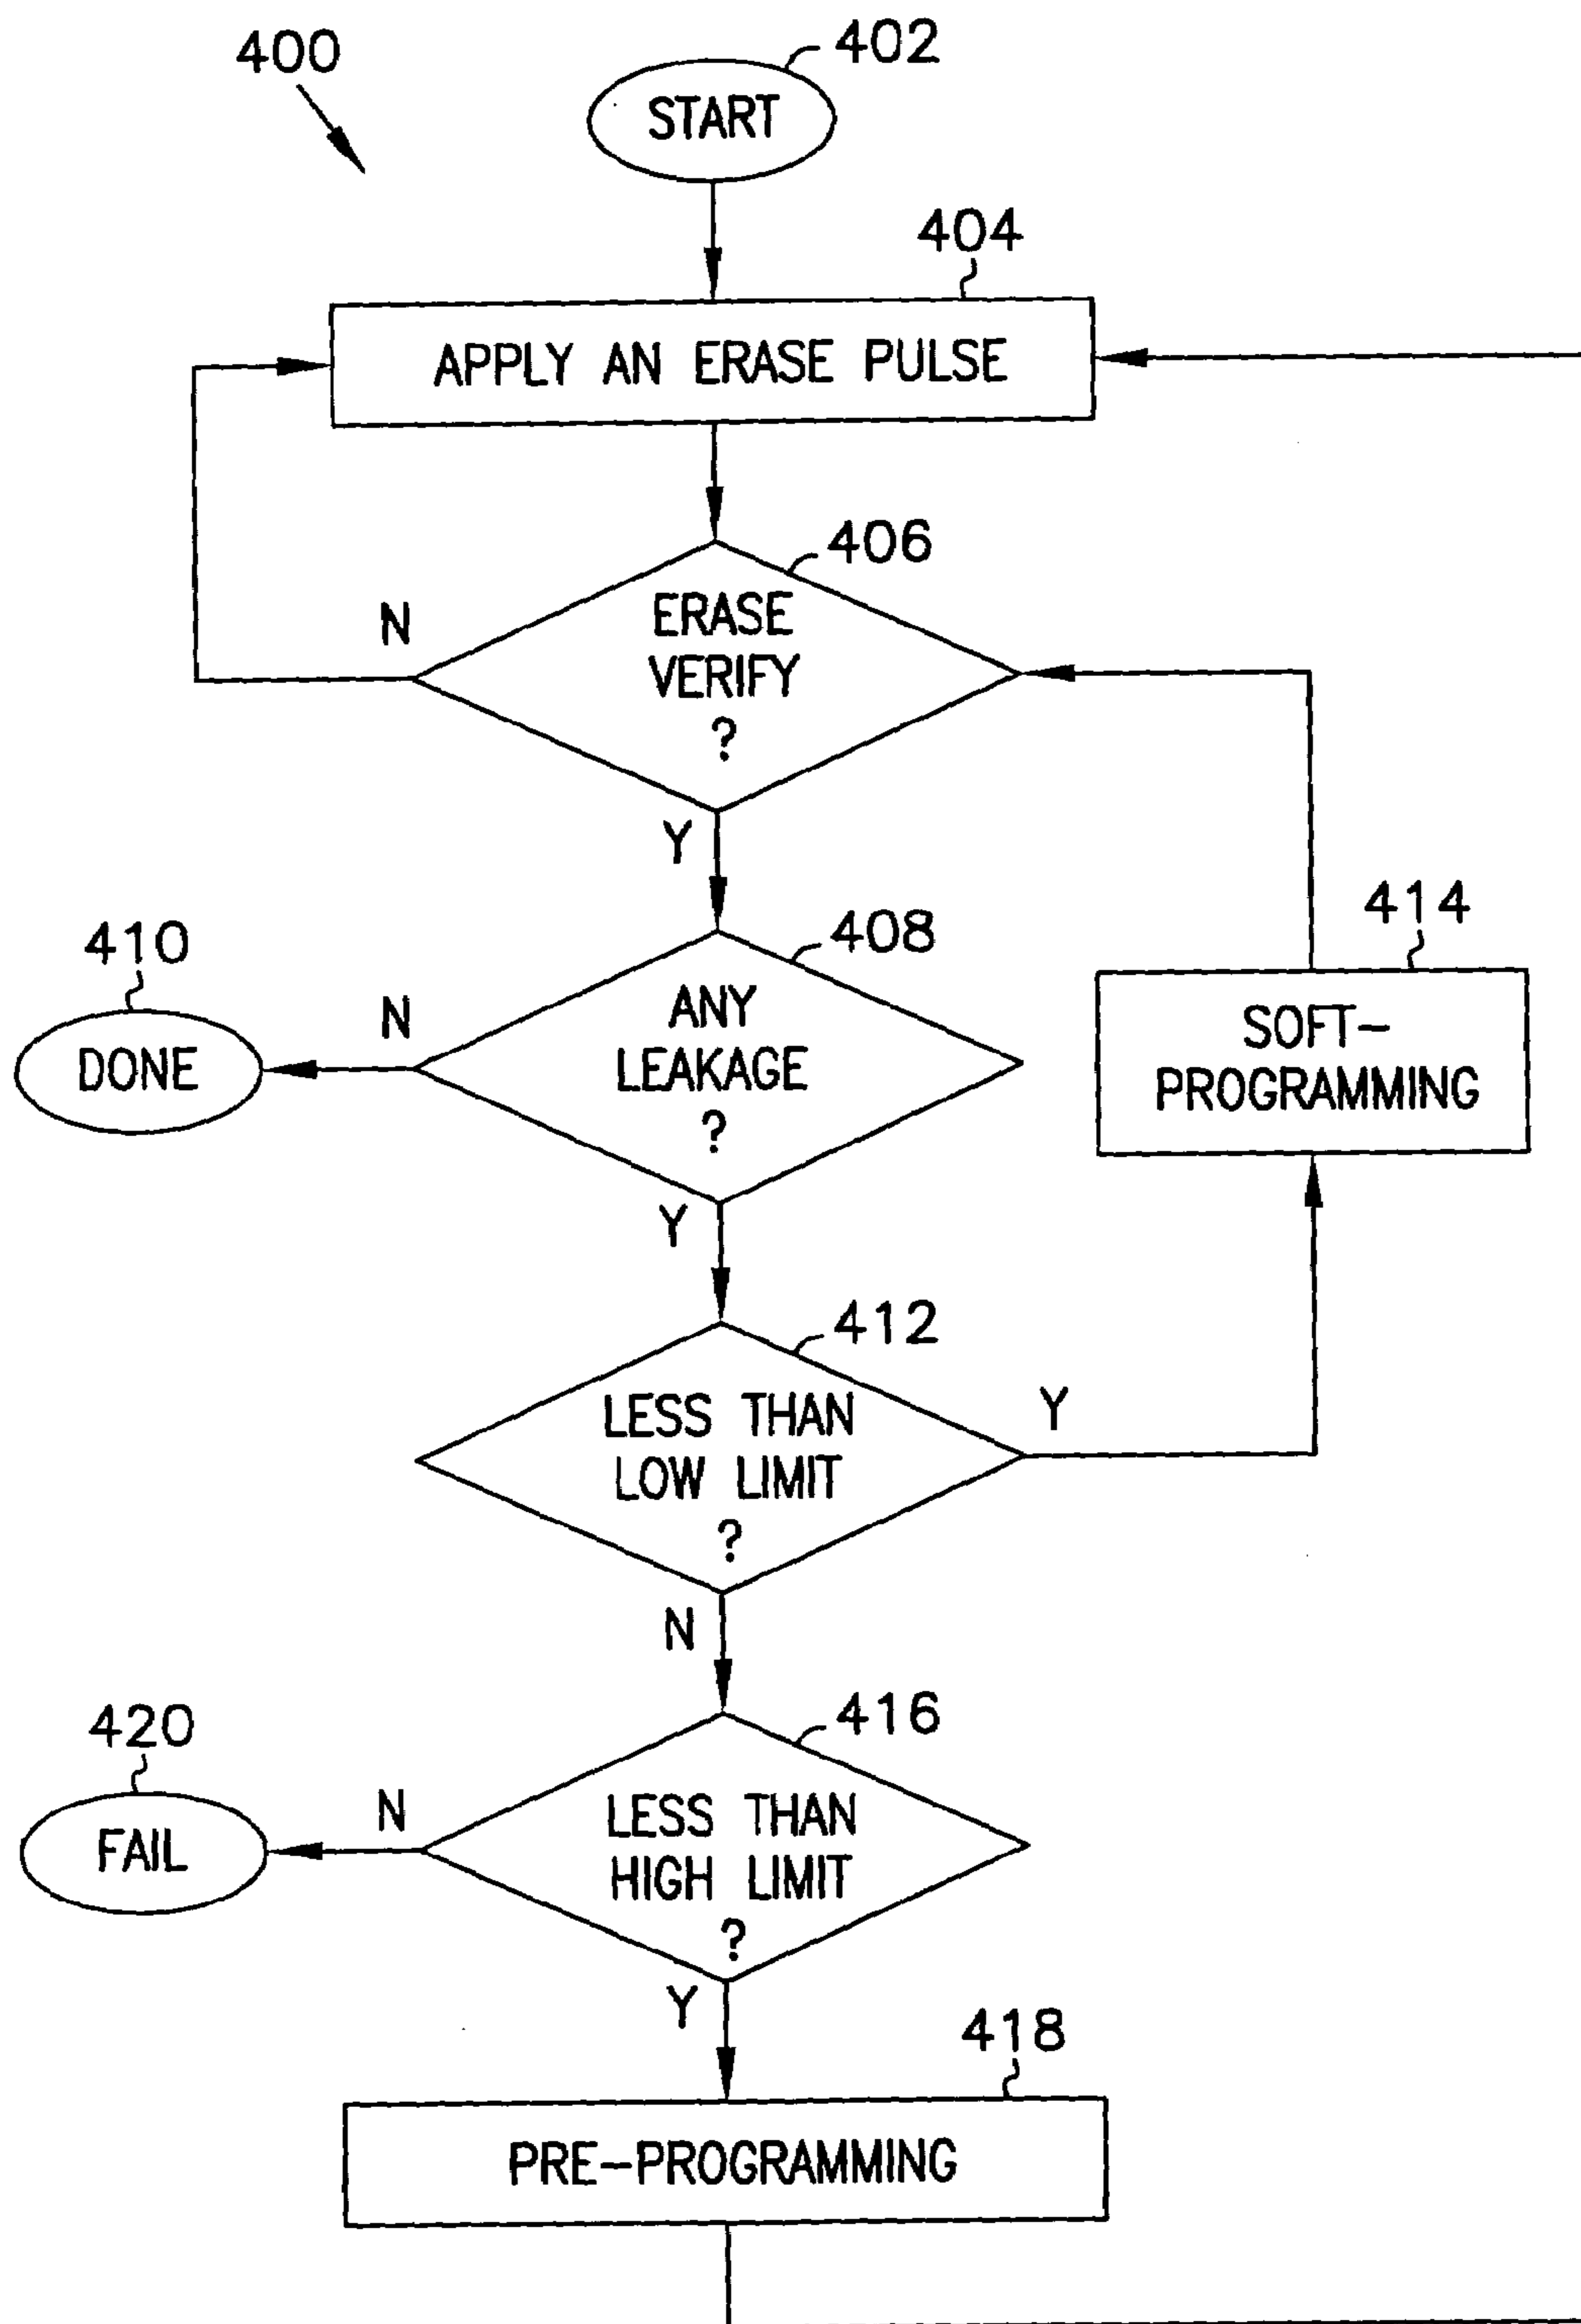 400
402
START
404
APPLY AN ERASE PULSE
406
N
ERASE
VERIFY
?
Y
408
410
N
ANY
LEAKAGE
?
DONE
414
SOFT-
PROGRAMMING
Y
412
LESS THAN
LOW LIMIT
?
Y
N
416
420
N
LESS THAN
HIGH LIMIT
?
FAIL
Y
418
PRE-PROGRAMMING